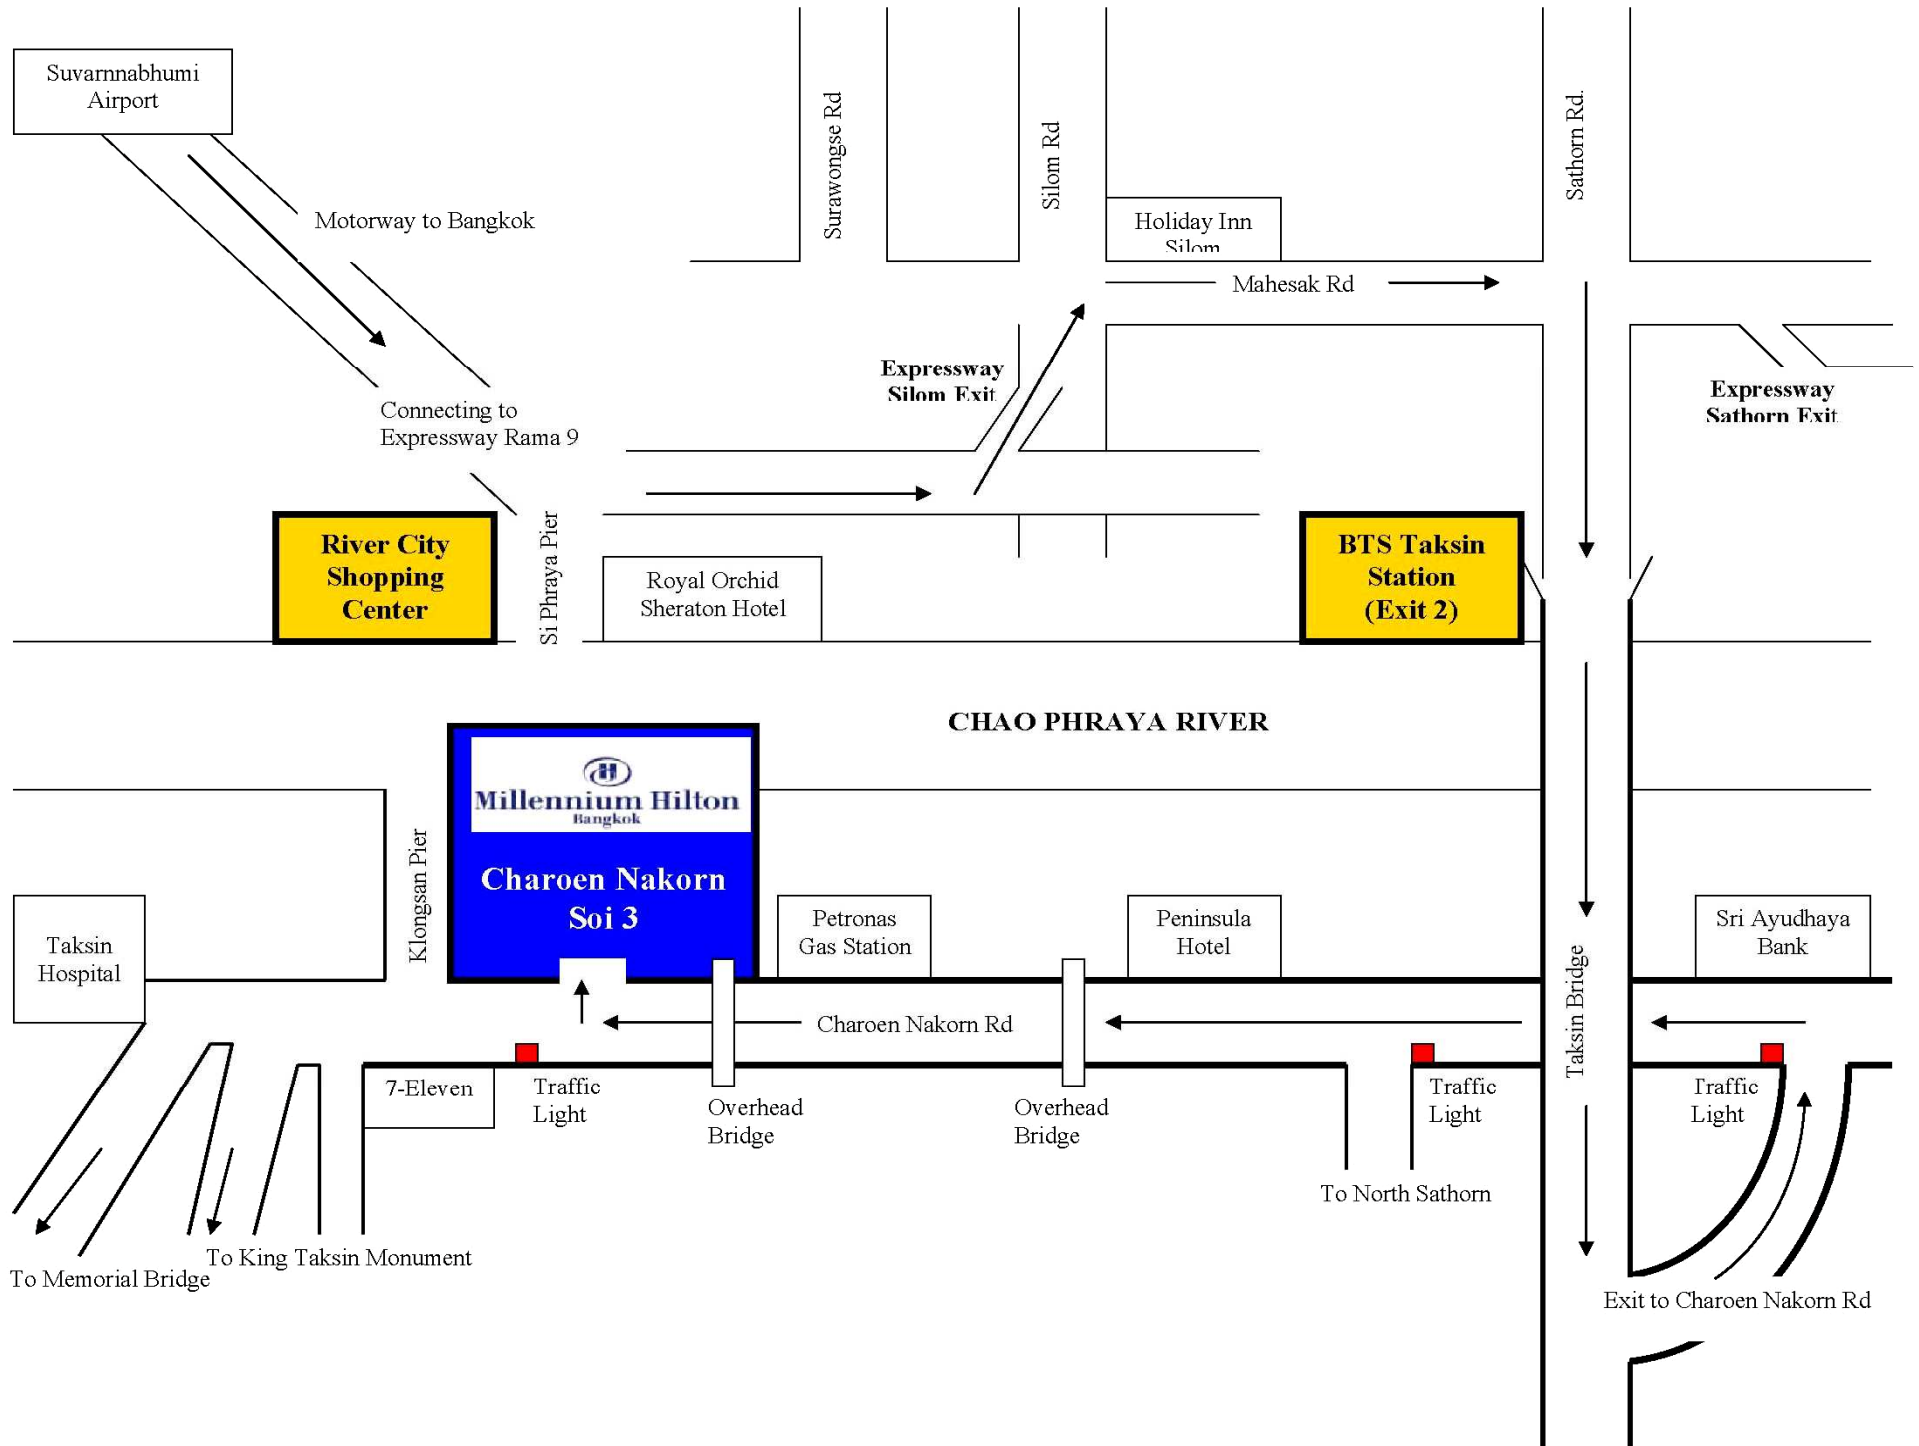 Suvarnnabhumi
Airport
Motorway to Bangkok
Connecting to
Expressway Rama 9
Surawongse Rd
Silom Rd
Sathorn Rd.
Holiday Inn
Silom
Mahesak Rd
Expressway
Silom Exit
Expressway
Sathorn Exit
River City
Shopping
Center
Si Phraya Pier
Royal Orchid
Sheraton Hotel
BTS Taksin
Station
(Exit 2)
CHAO PHRAYA RIVER
H
Millennium Hilton
Bangkok
Charoen Nakorn
Soi 3
Klongsan Pier
Taksin
Hospital
Petronas
Gas Station
Peninsula
Hotel
Sri Ayudhaya
Bank
Taksin Bridge
Charoen Nakorn Rd
7-Eleven
Traffic
Light
Overhead
Bridge
Overhead
Bridge
Traffic
Light
Traffic
Light
To North Sathorn
To King Taksin Monument
To Memorial Bridge
Exit to Charoen Nakorn Rd